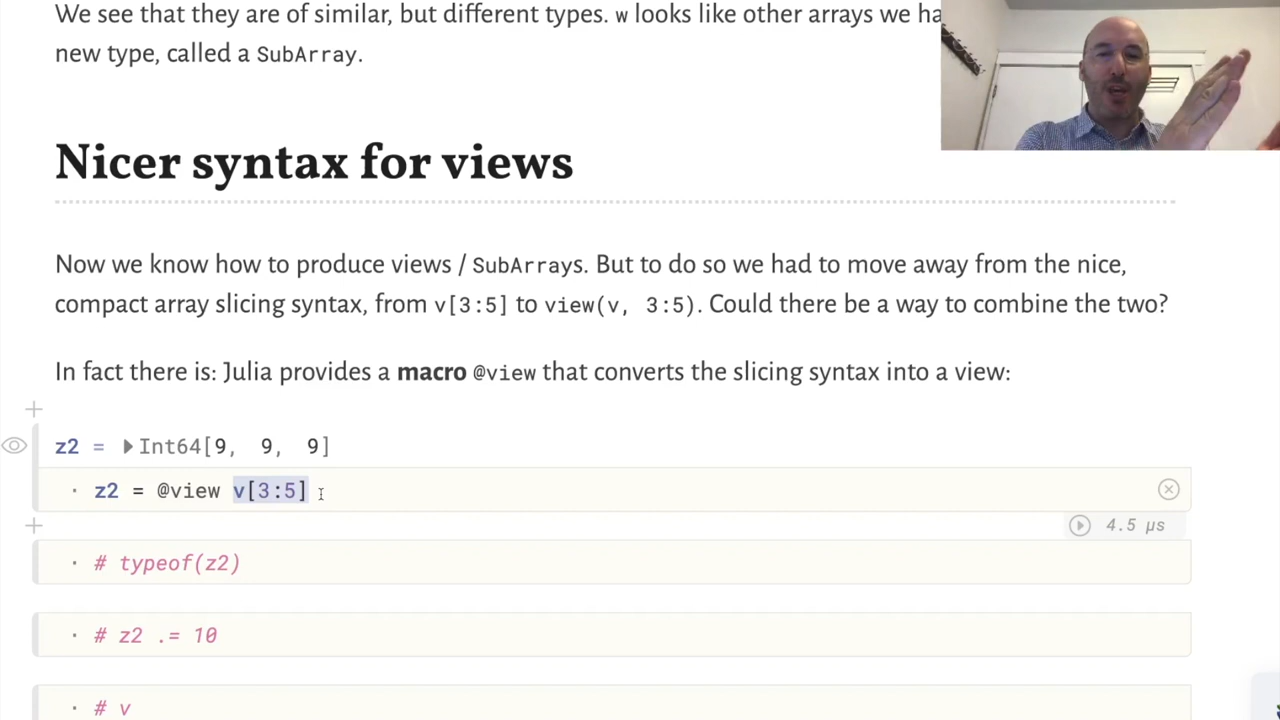 We see that they are of similar, but different types. w looks like other arrays we ha
new type, called a SubArray.
Nicer syntax for views
Now we know how to produce views / SubArrays. But to do so we had to move away from the nice,
compact array slicing syntax, from v[3:5] to view(v, 3:5). Could there be a way to combine the two?
In fact there is: Julia provides a macro @view that converts the slicing syntax into a view:
z2 = Int64[9, 9, 9]
z2 = @view v[3:5]
4.5 μs
# typeof(z2)
# z2 .= 10
# v